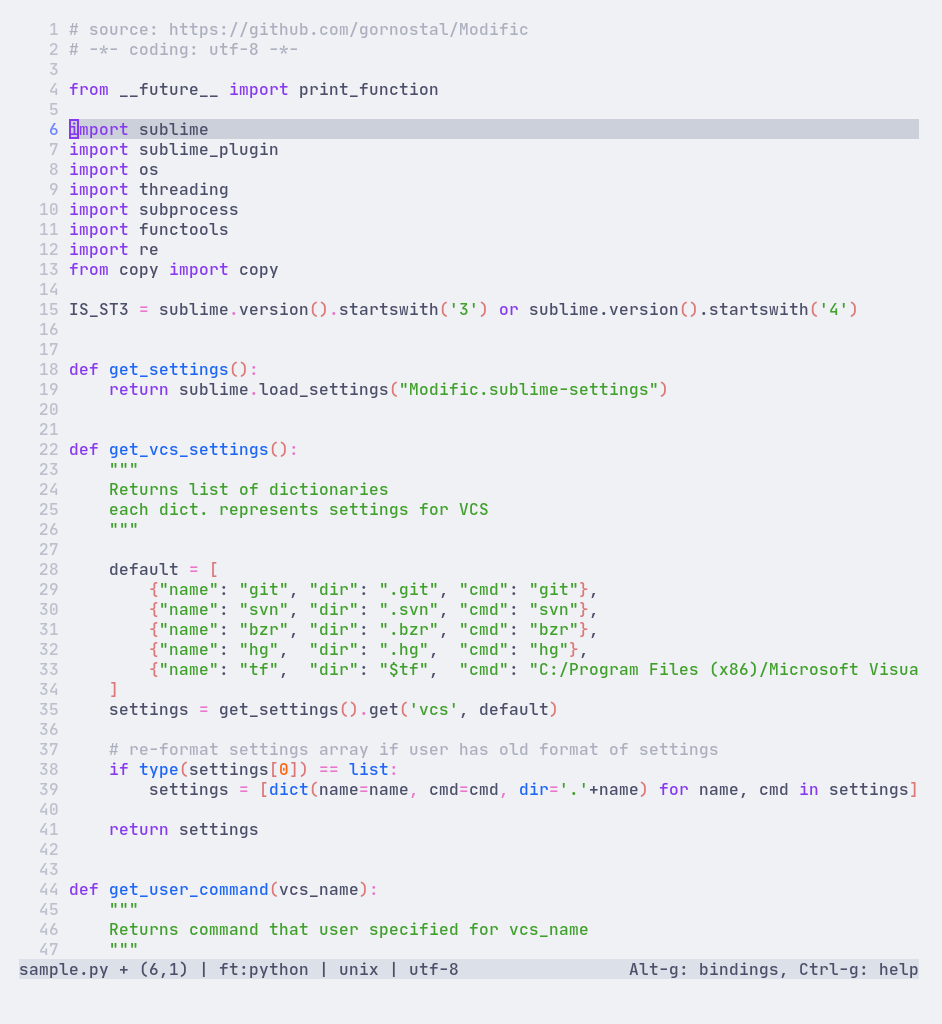 1 # source: https://github.com/gornostal/Modific
2 # -*- coding: utf-8 -*-
3
4 from __future__ import print_function
5
6 import sublime
7 import sublime_plugin
8 import os
9 import threading
10 import subprocess
11 import functools
12 import re
13 from copy import copy
14
15 IS_ST3 = sublime.version().startswith('3') or sublime.version().startswith('4')
16
17
18 def get_settings():
19     return sublime.load_settings("Modific.sublime-settings")
20
21
22 def get_vcs_settings():
23     """
24     Returns list of dictionaries
25     each dict. represents settings for VCS
26     """
27
28     default = [
29         {"name": "git", "dir": ".git", "cmd": "git"},
30         {"name": "svn", "dir": ".svn", "cmd": "svn"},
31         {"name": "bzr", "dir": ".bzr", "cmd": "bzr"},
32         {"name": "hg",  "dir": ".hg",  "cmd": "hg"},
33         {"name": "tf",  "dir": "$tf",  "cmd": "C:/Program Files (x86)/Microsoft Visua
34     ]
35     settings = get_settings().get('vcs', default)
36
37     # re-format settings array if user has old format of settings
38     if type(settings[0]) == list:
39         settings = [dict(name=name, cmd=cmd, dir='.'+name) for name, cmd in settings]
40
41     return settings
42
43
44 def get_user_command(vcs_name):
45     """
46     Returns command that user specified for vcs_name
47     """
sample.py + (6,1) | ft:python | unix | utf-8                 Alt-g: bindings, Ctrl-g: help